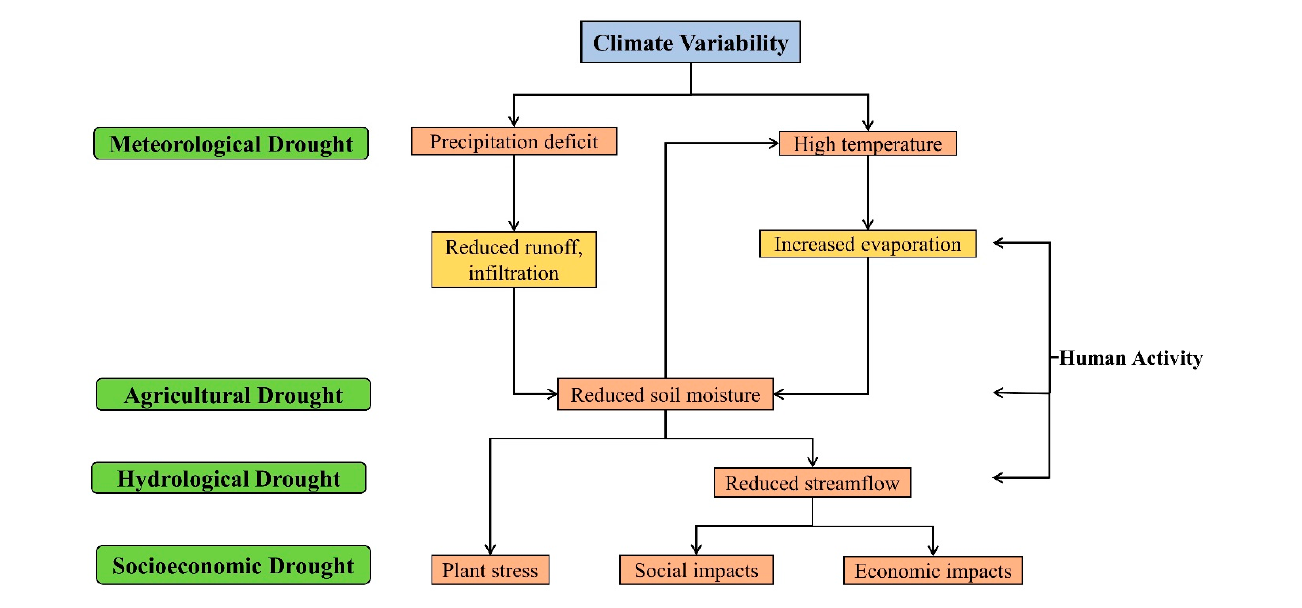 Climate Variability
Meteorological Drought
Precipitation deficit
High temperature
Reduced runoff,
infiltration
Increased evaporation
Human Activity
Agricultural Drought
Reduced soil moisture
Hydrological Drought
Reduced streamflow
Socioeconomic Drought
Plant stress
Social impacts
Economic impacts